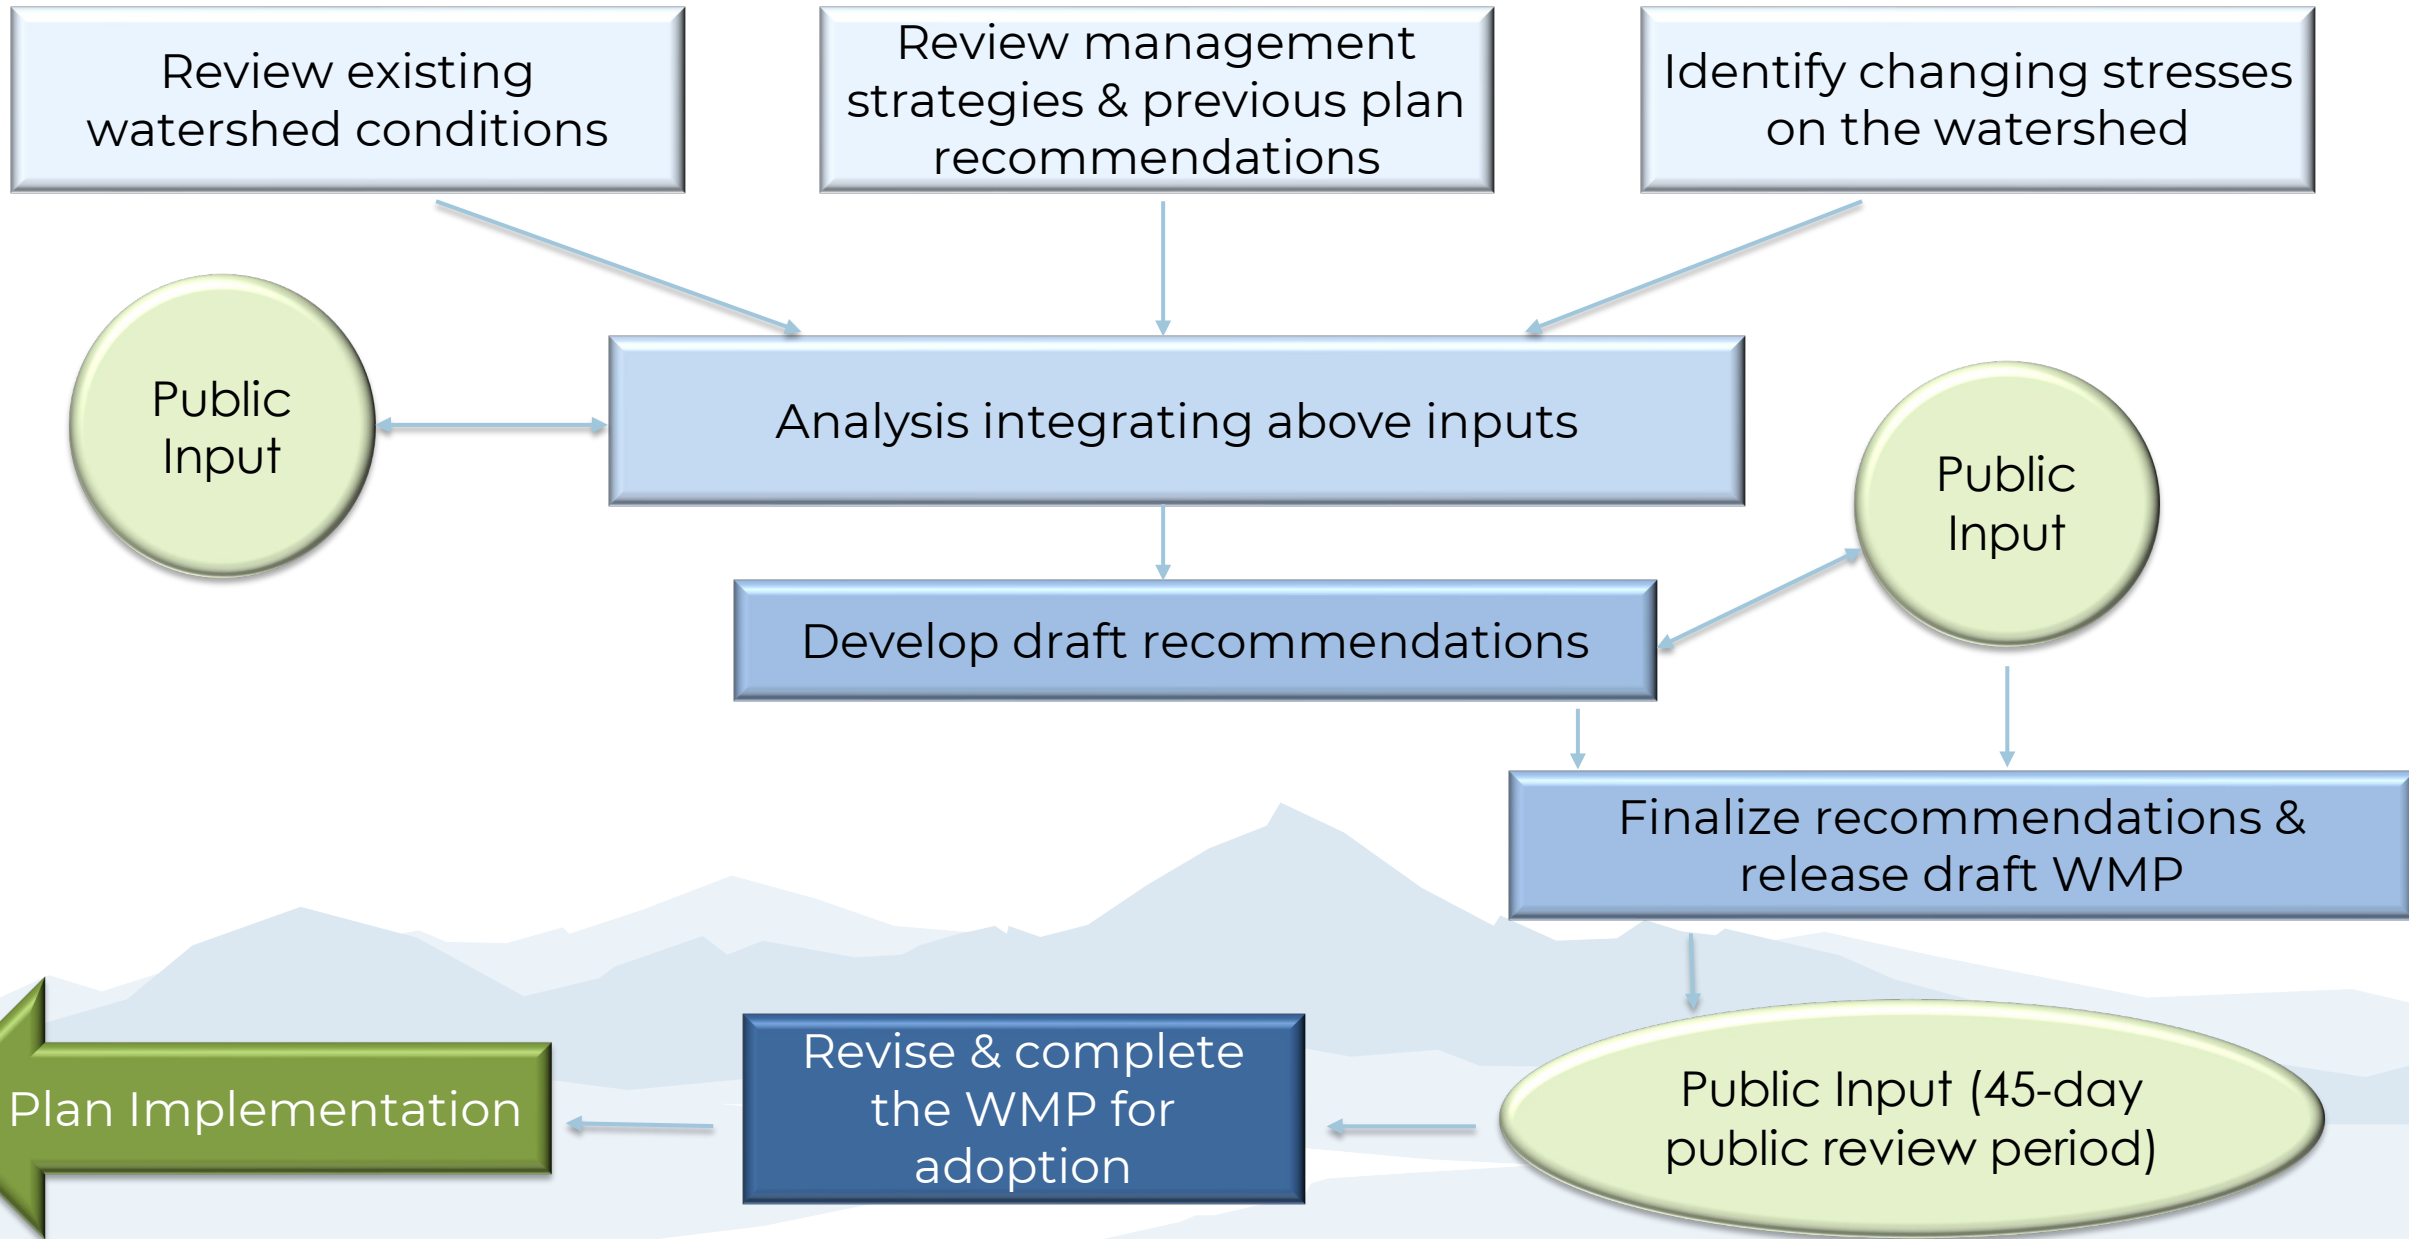 Review existing
watershed conditions
Review management
strategies & previous plan
recommendations
Identify changing stresses
on the watershed
Public
Input
Analysis integrating above inputs
Public
Input
Develop draft recommendations
Finalize recommendations &
release draft WMP
Public Input (45-day
public review period)
Revise & complete
the WMP for
adoption
Plan Implementation